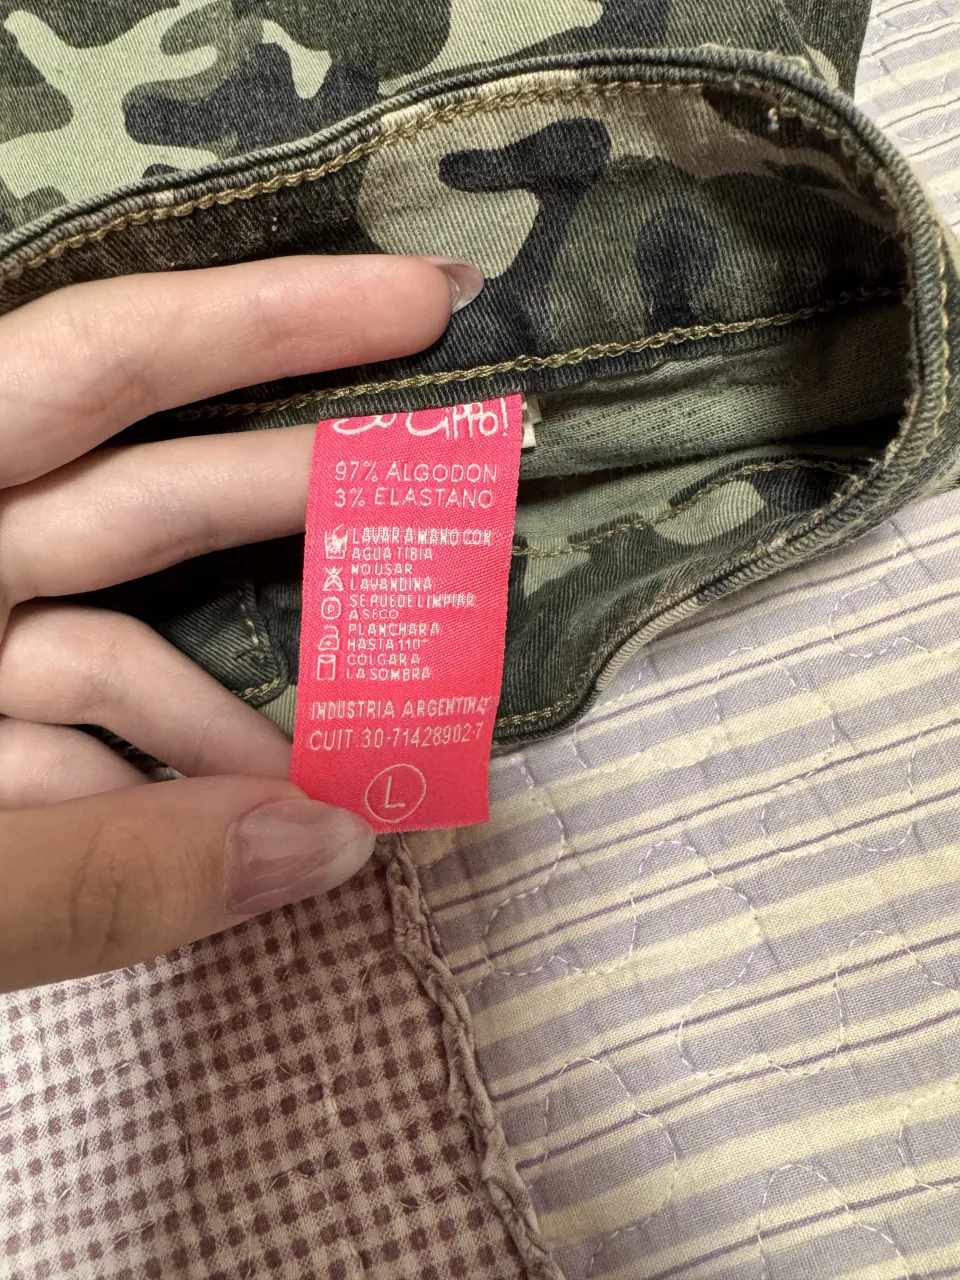 97% ALGODON
3% ELASTANO
LAVAR A MANO CON
AGUA TIBIA
NO USAR
LAVANDINA
SE PUEDE LIMPIAR
A SECO
PLANCHAR A
HASTA 110°
COLGAR A
LA SOMBRA
INDUSTRIA ARGENTINA
CUIT 30-71428902-7
L